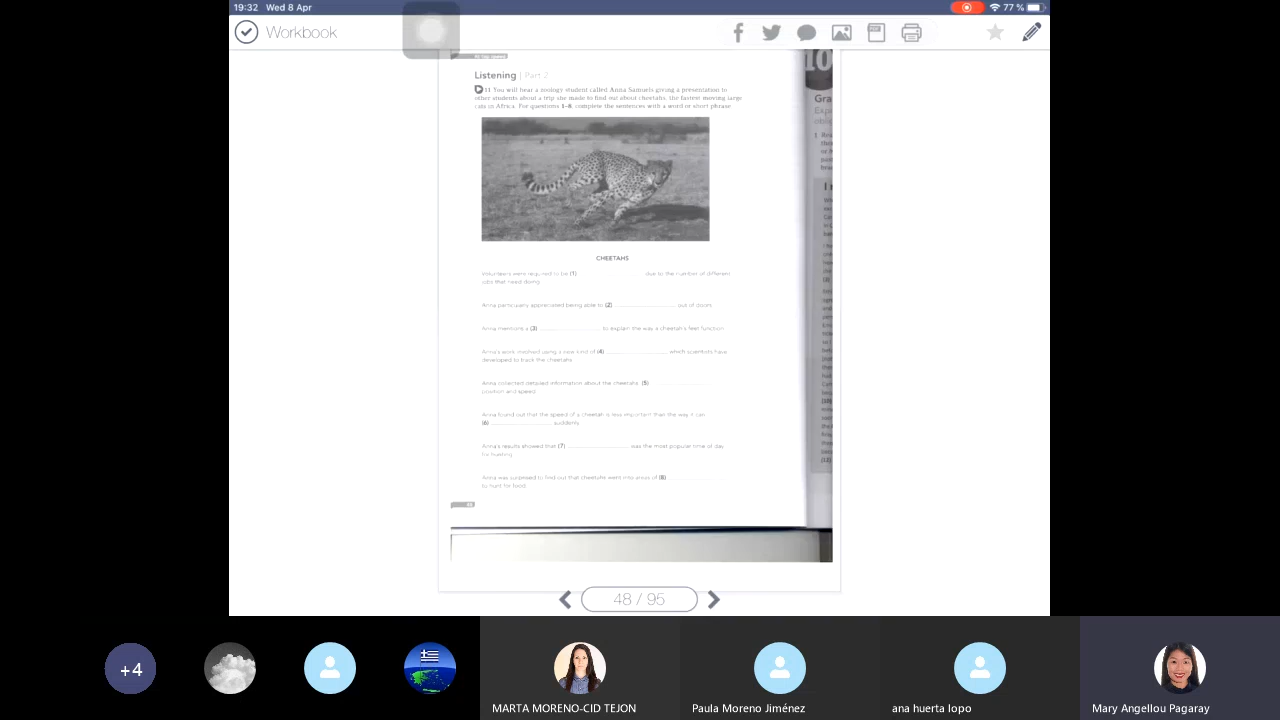 19:32 Wed 8 Apr
77 %
Workbook
Listening | Part 2
11 You will hear a zoology student called Anna Samuels giving a presentation to
other students about a trip she made to find out about cheetahs, the fastest moving large
cats in Africa. For questions 1–8, complete the sentences with a word or short phrase
CHEETAHS
Volunteers were required to be (1) due to the number of different
jobs that need doing.
Anna particularly appreciated being able to (2) out of doors.
Anna mentions a (3) to explain the way a cheetah's feet function.
Anna's work involved using a new kind of (4) which scientists have
developed to track the cheetahs.
Anna collected detailed information about the cheetahs' (5)
position and speed.
Anna found out that the speed of a cheetah is less important than the way it can
(6) suddenly.
Anna's results showed that (7) was the most popular time of day
for hunting.
Anna was surprised to find out that cheetahs went into areas of (8)
to hunt for food.
10
Gra
48 / 95
+4
MARTA MORENO-CID TEJON
Paula Moreno Jiménez
ana huerta lopo
Mary Angellou Pagaray